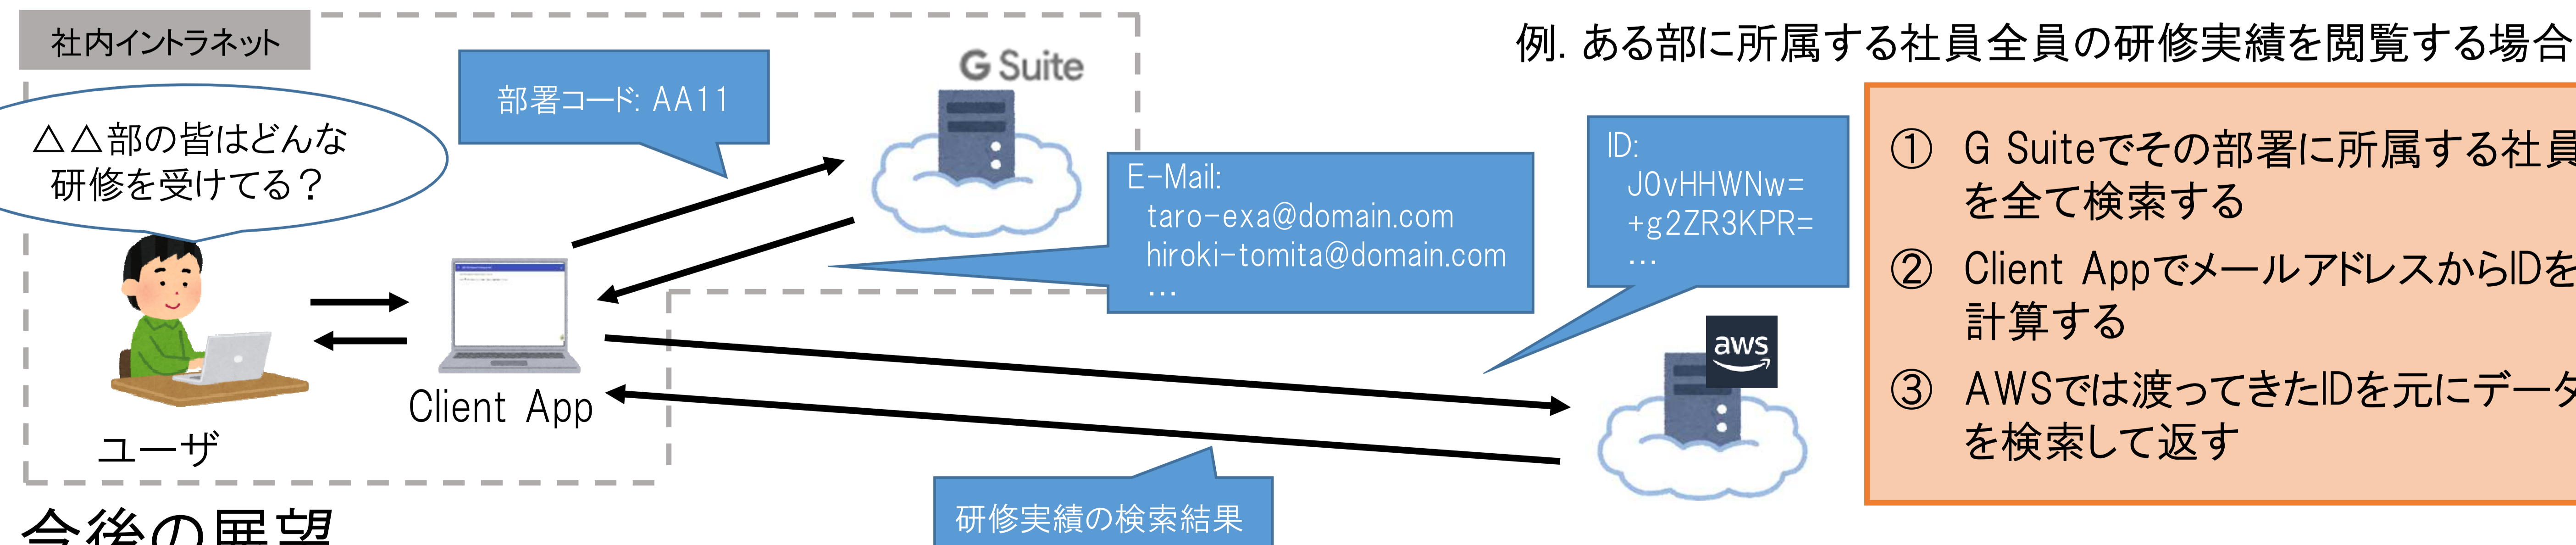 社内イントラネット
例. ある部に所属する社員全員の研修実績を閲覧する場合
G Suite
部署コード: AA11
△△部の皆はどんな
研修を受けてる？
E-Mail:
taro-exa@domain.com
hiroki-tomita@domain.com
…
ID:
J0vHHWNw=
+g2ZR3KPR=
…
① G Suiteでその部署に所属する社員
を全て検索する
② Client AppでメールアドレスからIDを
計算する
③ AWSでは渡ってきたIDを元にデータ
を検索して返す
aws
Client App
ユーザ
研修実績の検索結果
今後の展望